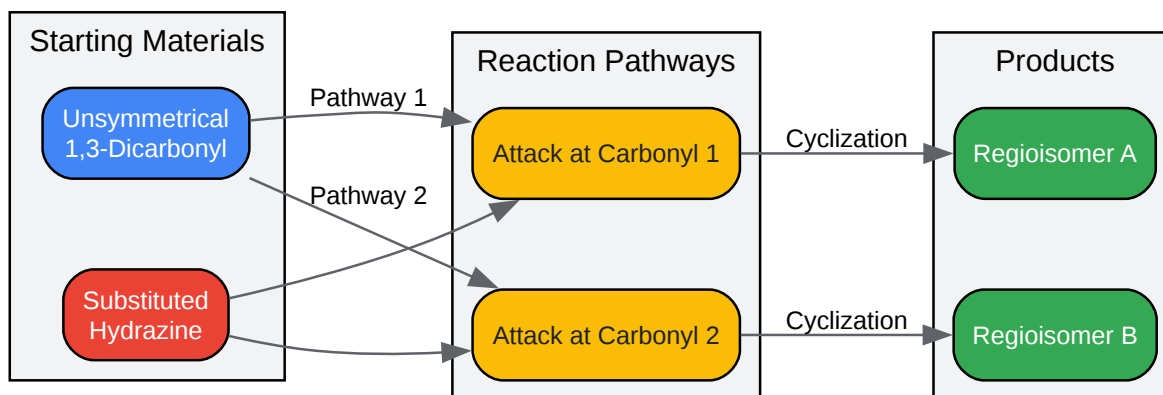 Starting Materials
Unsymmetrical
1,3-Dicarbonyl
Substituted
Hydrazine
Pathway 1
Pathway 2
Reaction Pathways
Attack at Carbonyl 1
Attack at Carbonyl 2
Cyclization
Cyclization
Products
Regioisomer A
Regioisomer B